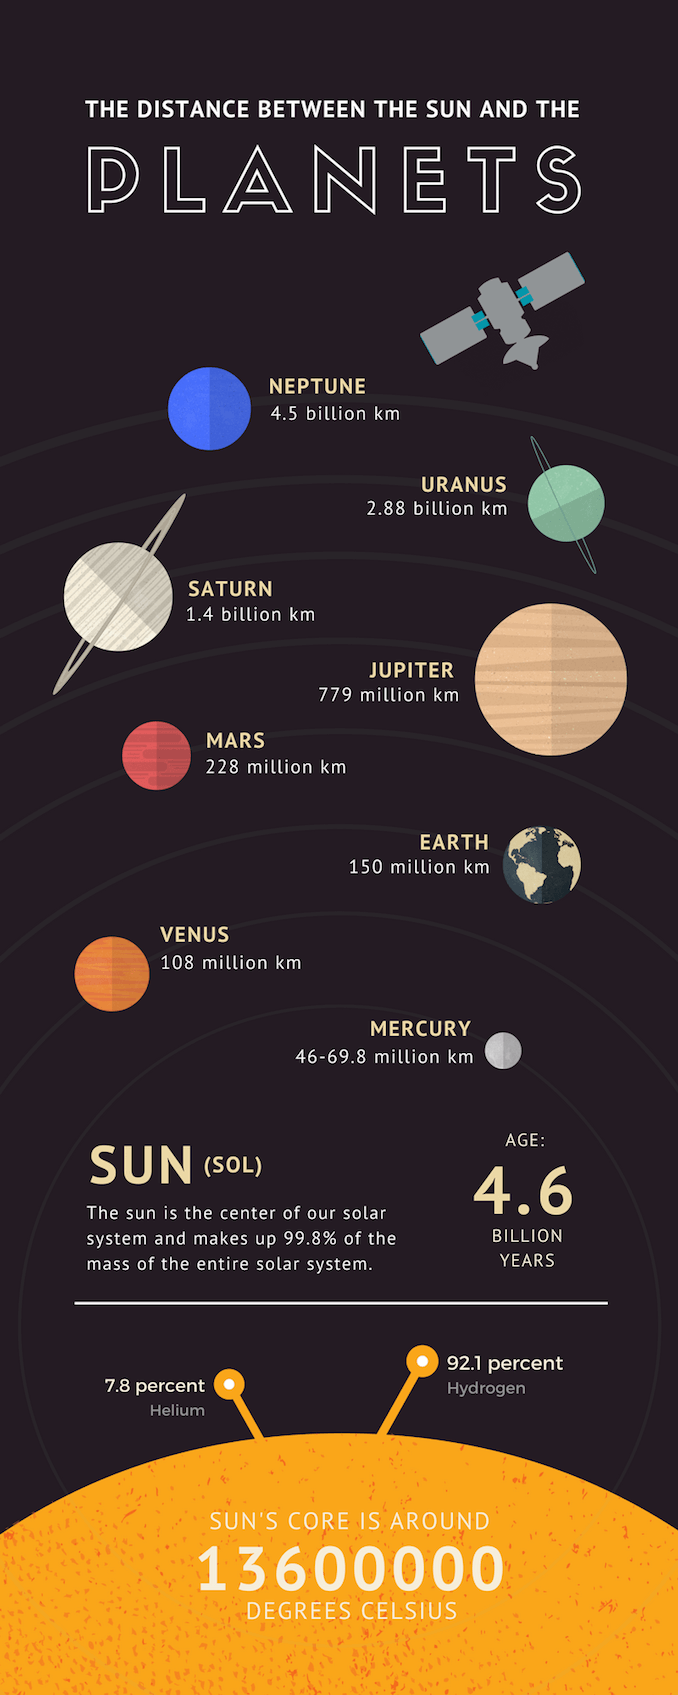 THE DISTANCE BETWEEN THE SUN AND THE
PLANETS
NEPTUNE
4.5 billion km
URANUS
2.88 billion km
SATURN
1.4 billion km
JUPITER
779 million km
MARS
228 million km
EARTH
150 million km
VENUS
108 million km
MERCURY
46-69.8 million km
SUN (SOL)
The sun is the center of our solar
system and makes up 99.8% of the
mass of the entire solar system.
AGE:
4.6
BILLION
YEARS
7.8 percent
Helium
92.1 percent
Hydrogen
SUN'S CORE IS AROUND
13600000
DEGREES CELSIUS